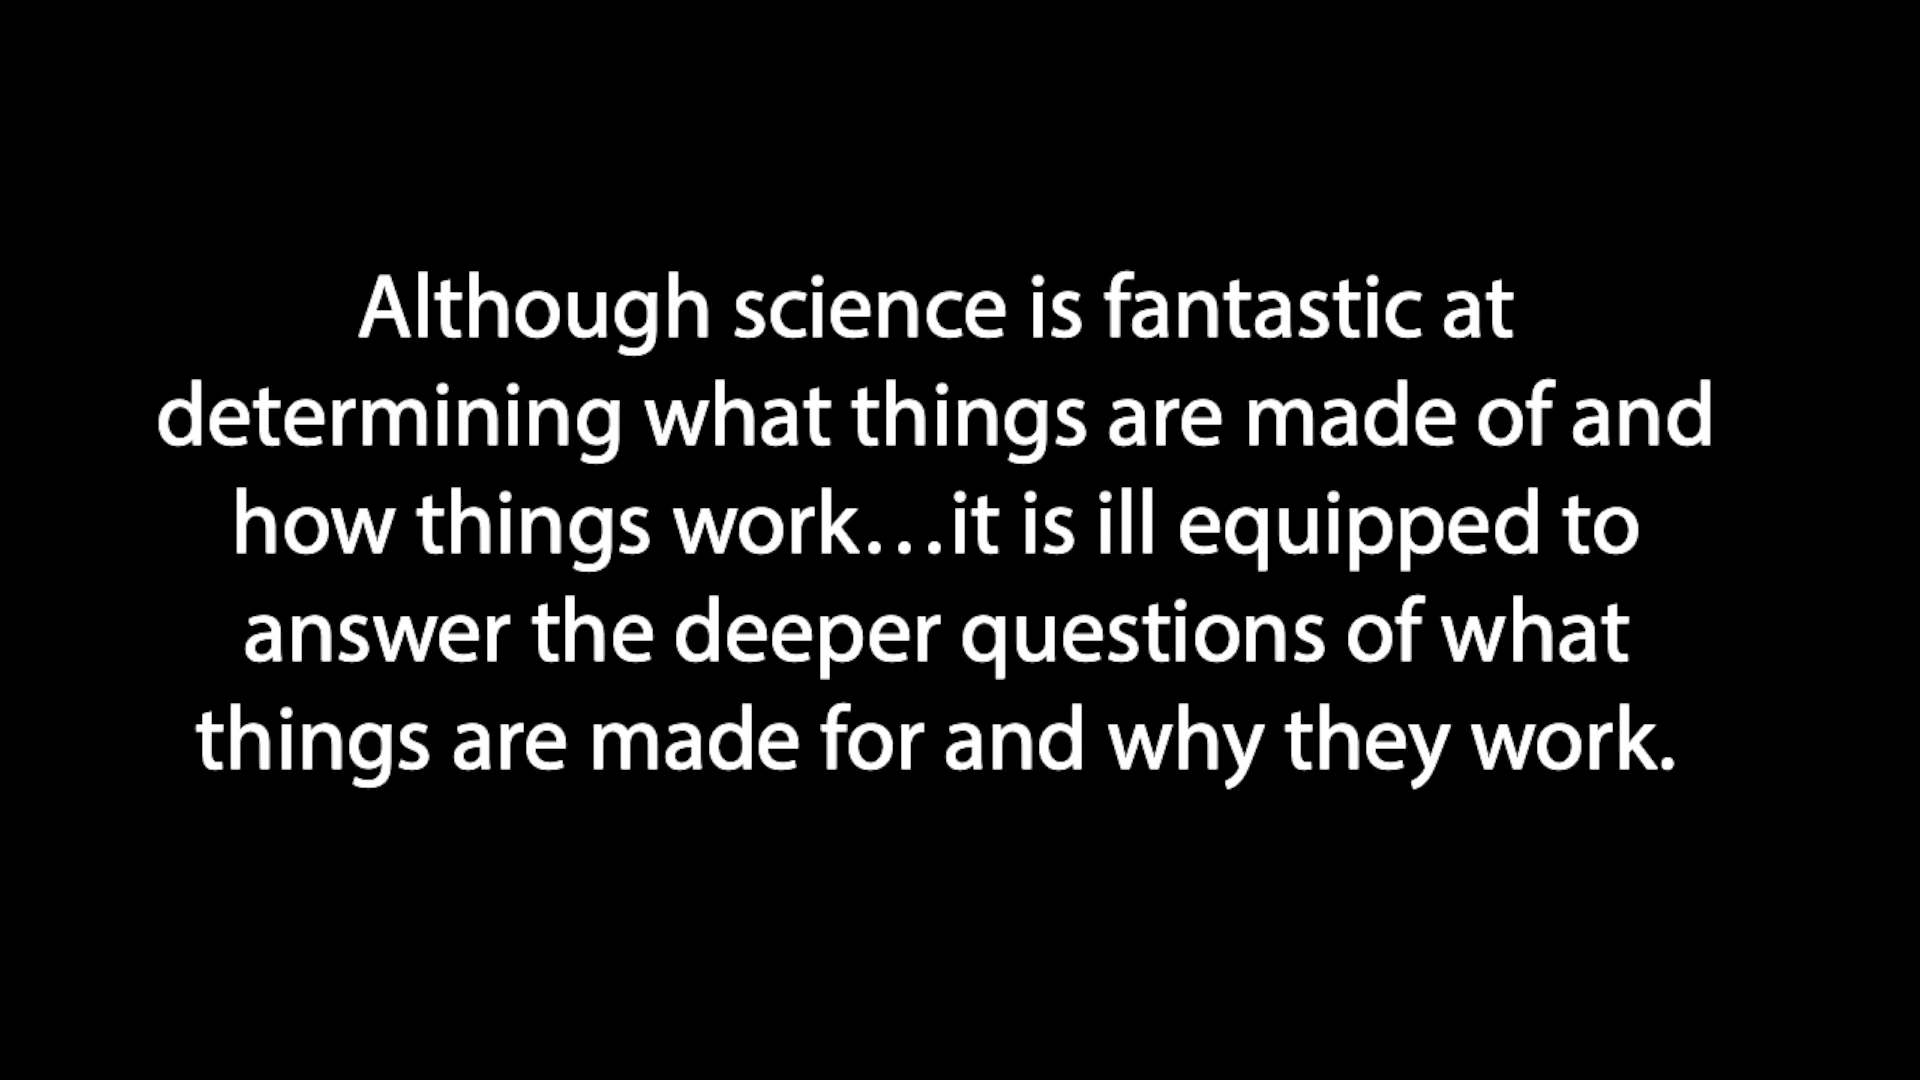 Although science is fantastic at
determining what things are made of and
how things work...it is ill equipped to
answer the deeper questions of what
things are made for and why they work.